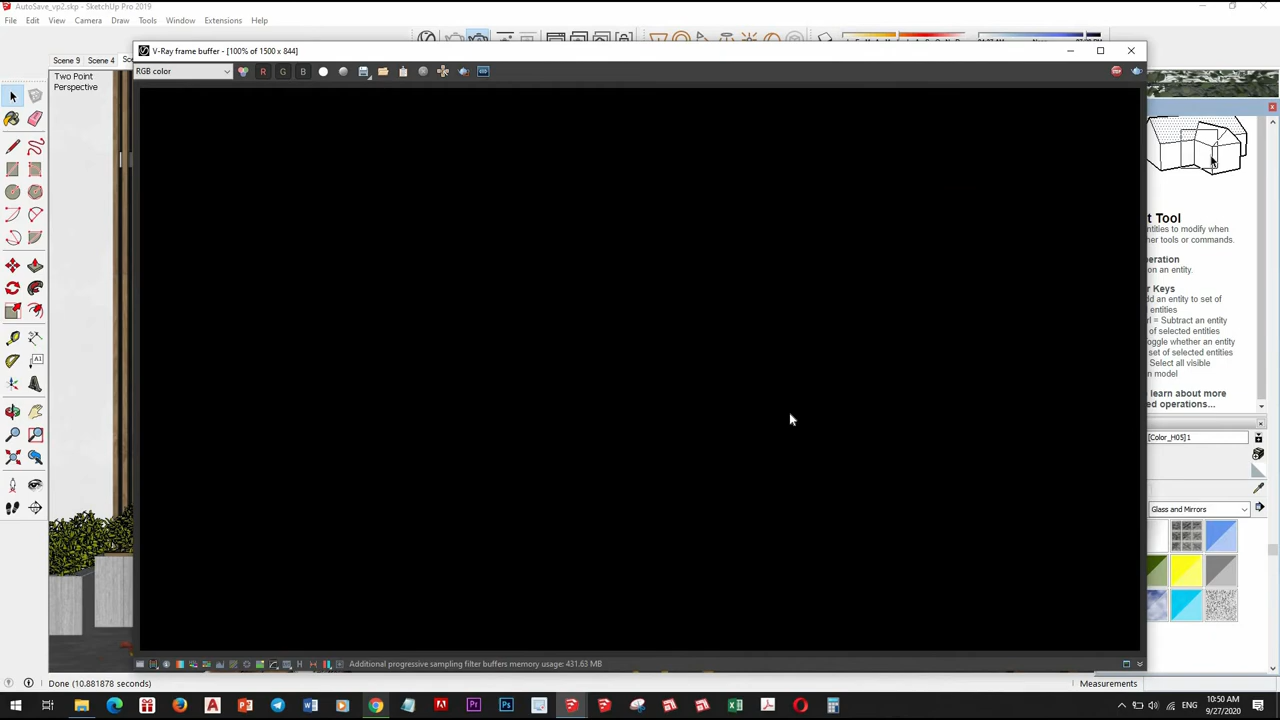 AutoSave_vp2.skp - SketchUp Pro 2019
File Edit View Camera Draw Tools Window Extensions Help
V-Ray frame buffer - [100% of 1500 x 844]
Scene 9 Scene 4
RGB color
R G B
Two Point
Perspective
A1
t Tool
entities to modify when
her tools or commands.
peration
on an entity.
r Keys
dd an entity to set of
entities
rl = Subtract an entity
of selected entities
oggle whether an entity
set of selected entities
Select all visible
n model
learn about more
ed operations...
[Color_H05]1
Glass and Mirrors
Additional progressive sampling filter buffers memory usage: 431.63 MB
Done (10.881878 seconds)
Measurements
ENG
10:50 AM
9/27/2020